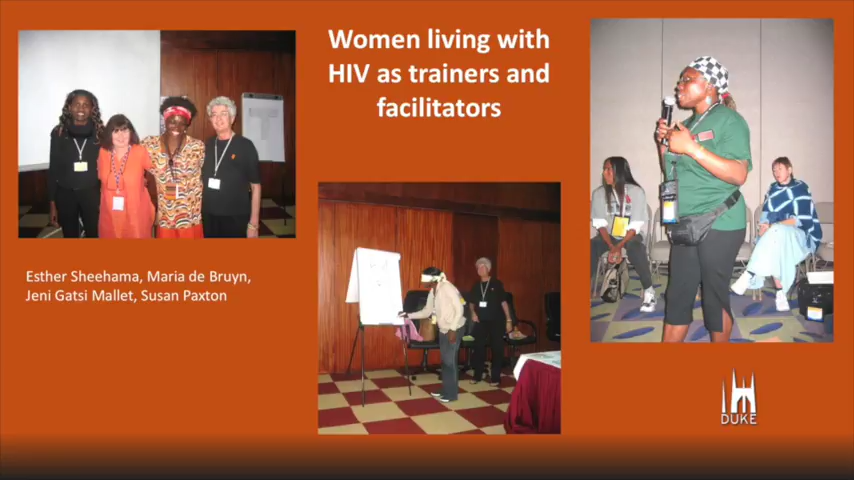 Women living with
HIV as trainers and
facilitators
Esther Sheehama, Maria de Bruyn,
Jeni Gatsi Mallet, Susan Paxton
DUKE